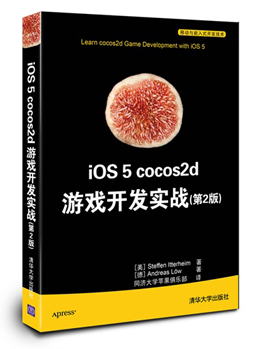 移动与嵌入式开发技术
Learn cocos2d Game Development with iOS 5
iOS 5 cocos2d
游戏开发实战(第2版)
[美] Steffen Itterheim 著
[德] Andreas Löw 著
同济大学苹果俱乐部 译
清华大学出版社
iOS 5 cocos2d
游戏开发实战
(第2版)
Apress®
清华大学出版社